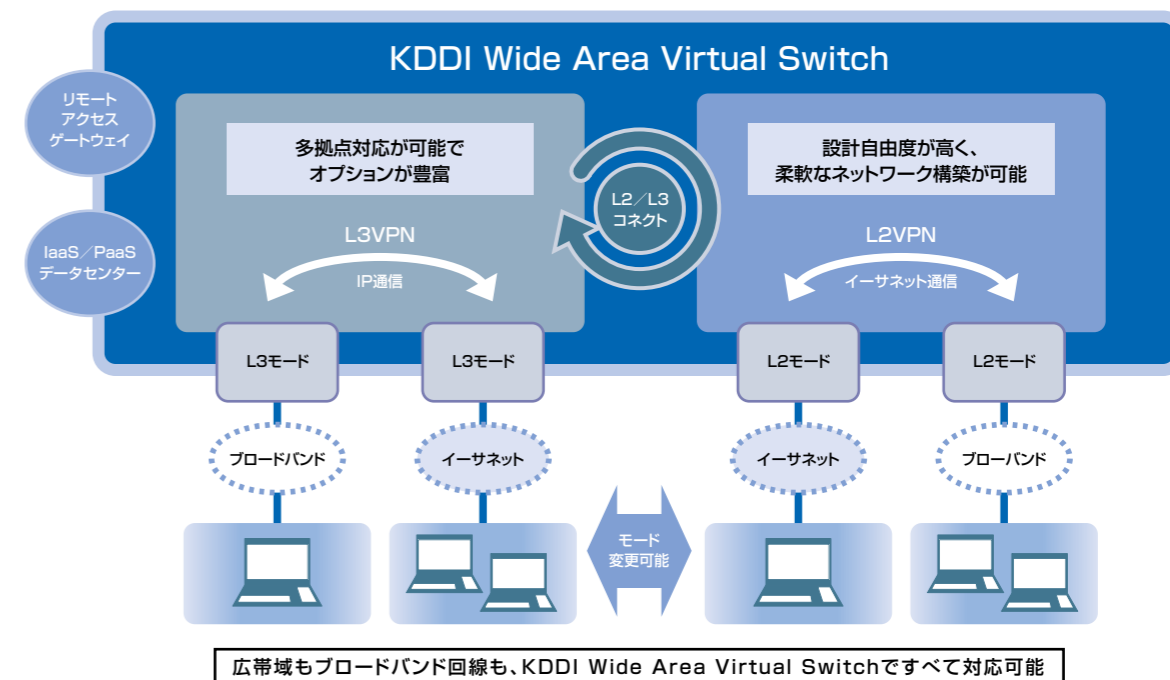 KDDI Wide Area Virtual Switch
リモート
アクセス
ゲートウェイ
IaaS／PaaS
データセンター
多拠点対応が可能で
オプションが豊富
L3VPN
IP通信
L2／L3
コネクト
設計自由度が高く、
柔軟なネットワーク構築が可能
L2VPN
イーサネット通信
L3モード
L3モード
L2モード
L2モード
ブロードバンド
イーサネット
イーサネット
ブローバンド
モード
変更可能
広帯域もブロードバンド回線も、KDDI Wide Area Virtual Switchですべて対応可能